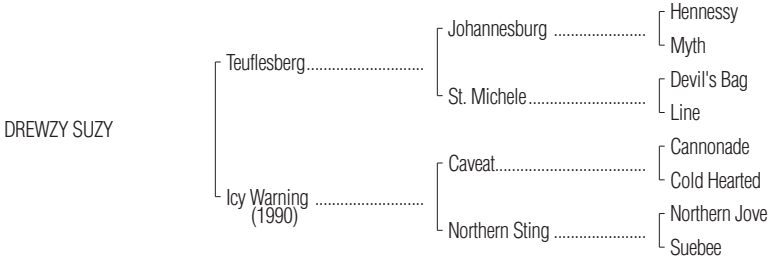 Hennessy
Johannesburg ......................
Myth
Teuflesberg...........................
Devil's Bag
St. Michele...........................
Line
DREWZY SUZY
Cannonade
Caveat...................................
Cold Hearted
Icy Warning .........................
(1990)
Northern Jove
Northern Sting .....................
Suebee